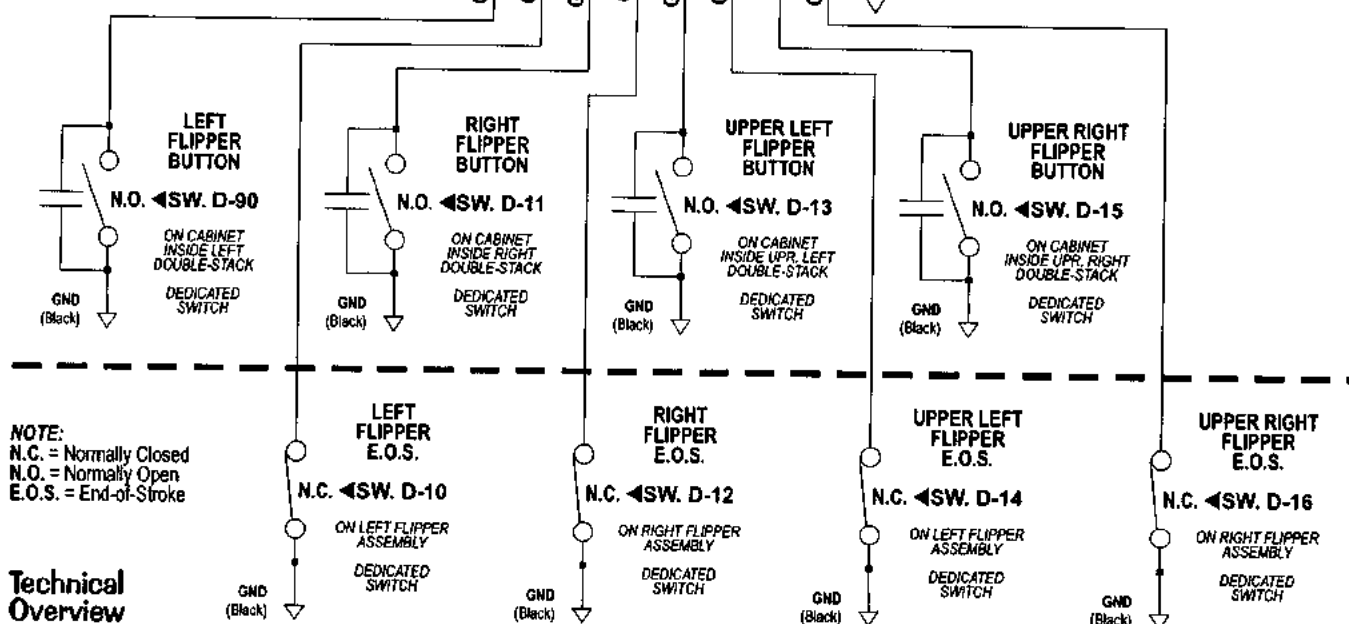 LEFT
FLIPPER
BUTTON
N.O. ◄SW. D-90
ON CABINET
INSIDE LEFT
DOUBLE-STACK
DEDICATED
SWITCH
GND
(Black)
RIGHT
FLIPPER
BUTTON
N.O. ◄SW. D-11
ON CABINET
INSIDE RIGHT
DOUBLE-STACK
DEDICATED
SWITCH
GND
(Black)
UPPER LEFT
FLIPPER
BUTTON
N.O. ◄SW. D-13
ON CABINET
INSIDE UPR. LEFT
DOUBLE-STACK
DEDICATED
SWITCH
GND
(Black)
UPPER RIGHT
FLIPPER
BUTTON
N.O. ◄SW. D-15
ON CABINET
INSIDE UPR. RIGHT
DOUBLE-STACK
DEDICATED
SWITCH
GND
(Black)
NOTE:
N.C. = Normally Closed
N.O. = Normally Open
E.O.S. = End-of-Stroke
LEFT
FLIPPER
E.O.S.
N.C. ◄SW. D-10
ON LEFT FLIPPER
ASSEMBLY
DEDICATED
SWITCH
GND
(Black)
RIGHT
FLIPPER
E.O.S.
N.C. ◄SW. D-12
ON RIGHT FLIPPER
ASSEMBLY
DEDICATED
SWITCH
GND
(Black)
UPPER LEFT
FLIPPER
E.O.S.
N.C. ◄SW. D-14
ON LEFT FLIPPER
ASSEMBLY
DEDICATED
SWITCH
GND
(Black)
UPPER RIGHT
FLIPPER
E.O.S.
N.C. ◄SW. D-16
ON RIGHT FLIPPER
ASSEMBLY
DEDICATED
SWITCH
GND
(Black)
Technical
Overview